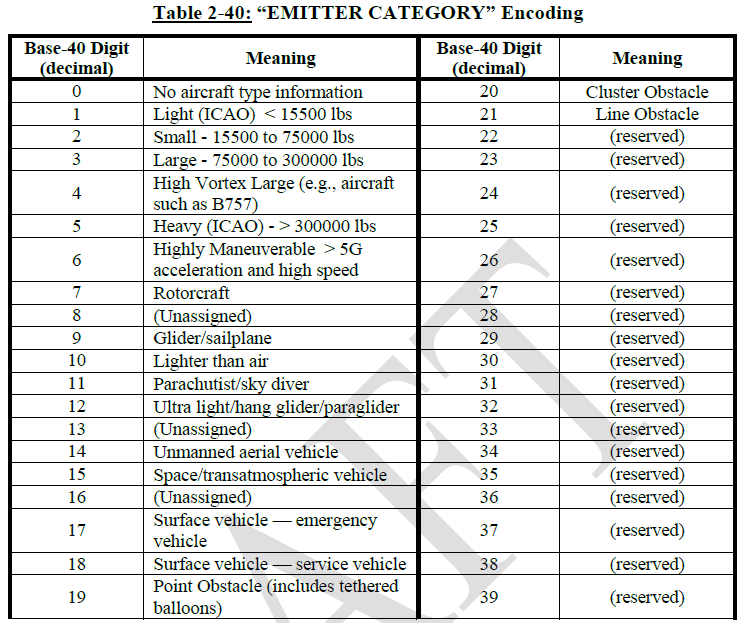 Table 2-40: “EMITTER CATEGORY” Encoding
Base-40 Digit (decimal) Meaning Base-40 Digit (decimal) Meaning
0 No aircraft type information 20 Cluster Obstacle
1 Light (ICAO) < 15500 lbs 21 Line Obstacle
2 Small - 15500 to 75000 lbs 22 (reserved)
3 Large - 75000 to 300000 lbs 23 (reserved)
4 High Vortex Large (e.g., aircraft such as B757) 24 (reserved)
5 Heavy (ICAO) - > 300000 lbs 25 (reserved)
6 Highly Maneuverable > 5G acceleration and high speed 26 (reserved)
7 Rotorcraft 27 (reserved)
8 (Unassigned) 28 (reserved)
9 Glider/sailplane 29 (reserved)
10 Lighter than air 30 (reserved)
11 Parachutist/sky diver 31 (reserved)
12 Ultra light/hang glider/paraglider 32 (reserved)
13 (Unassigned) 33 (reserved)
14 Unmanned aerial vehicle 34 (reserved)
15 Space/transatmospheric vehicle 35 (reserved)
16 (Unassigned) 36 (reserved)
17 Surface vehicle — emergency vehicle 37 (reserved)
18 Surface vehicle — service vehicle 38 (reserved)
19 Point Obstacle (includes tethered balloons) 39 (reserved)
AFT